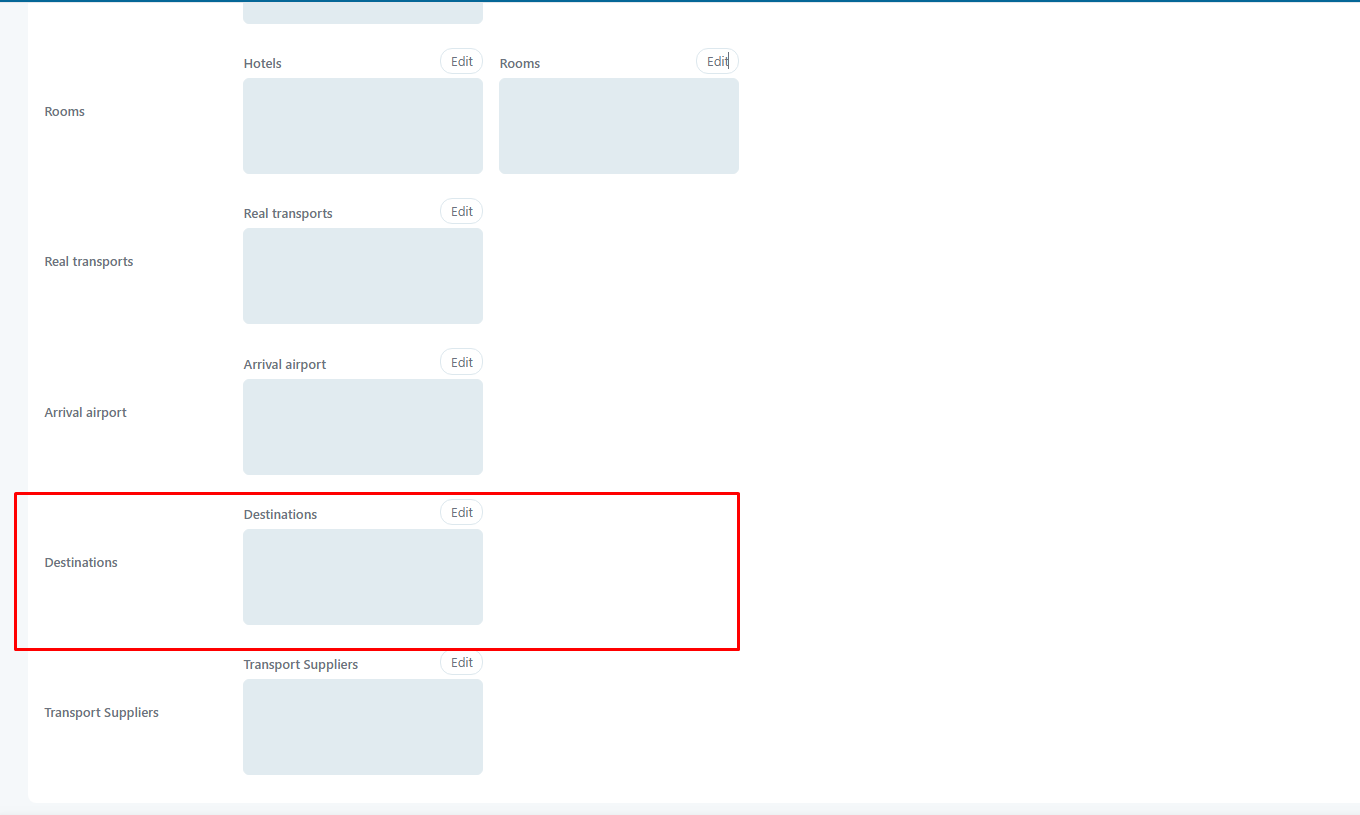 Hotels Edit Rooms Edit
Rooms
Real transports Edit
Real transports
Arrival airport Edit
Arrival airport
Destinations Edit
Destinations
Transport Suppliers Edit
Transport Suppliers